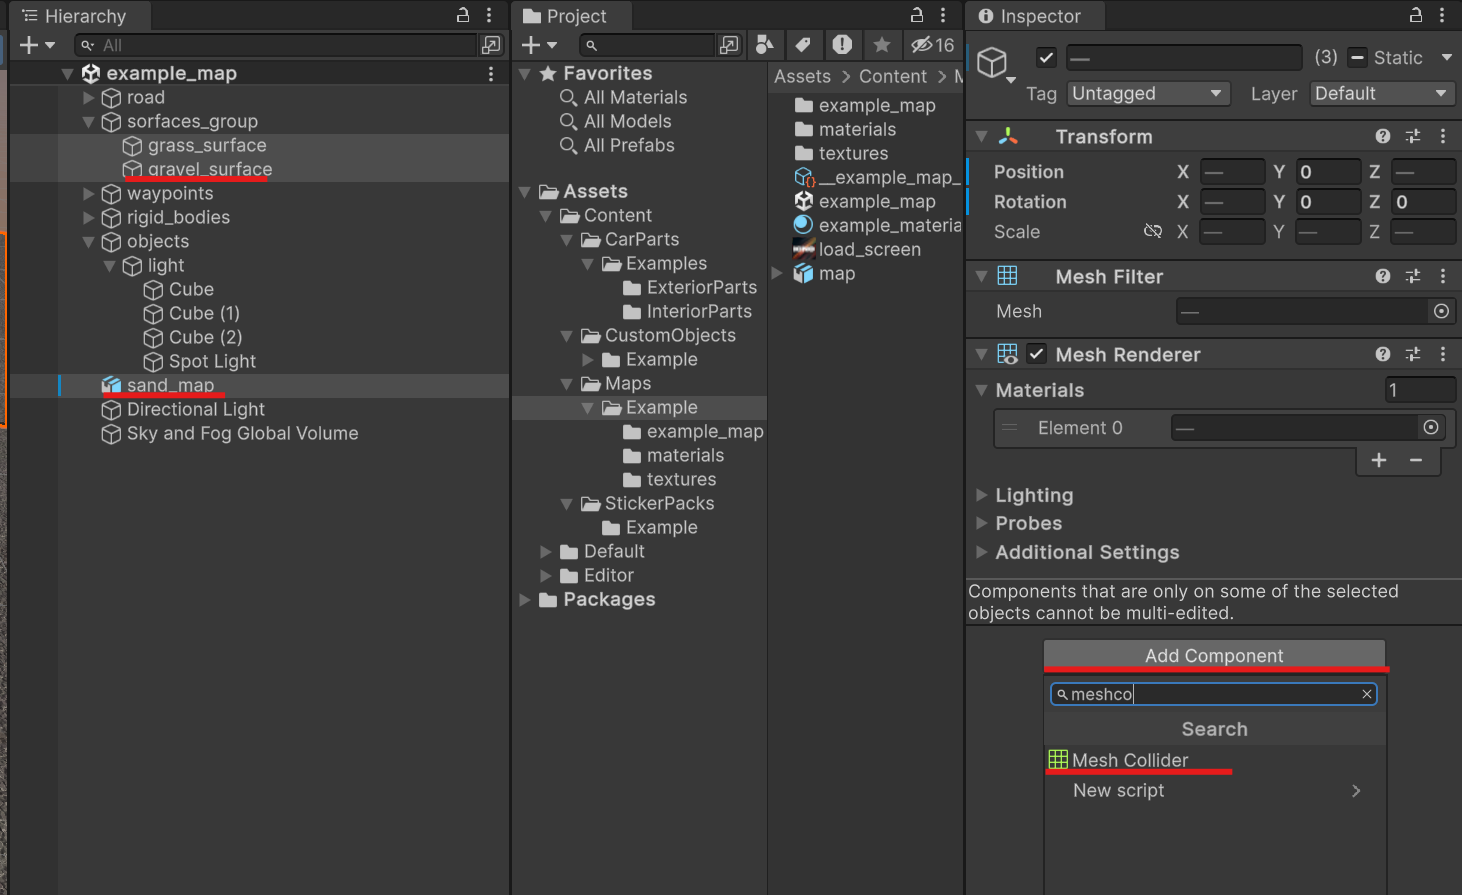 Hierarchy
All
example_map
road
sorfaces_group
grass_surface
gravel_surface
waypoints
rigid_bodies
objects
light
Cube
Cube (1)
Cube (2)
Spot Light
sand_map
Directional Light
Sky and Fog Global Volume
Project
16
Favorites
All Materials
All Models
All Prefabs
Assets
Content
CarParts
Examples
ExteriorParts
InteriorParts
CustomObjects
Example
Maps
Example
example_map
materials
textures
StickerPacks
Example
Default
Editor
Packages
Assets > Content > M
example_map
materials
textures
__example_map_
example_map
example_materia
load_screen
map
Inspector
— (3) Static
Tag Untagged Layer Default
Transform
Position X — Y 0 Z —
Rotation X — Y 0 Z 0
Scale X — Y — Z —
Mesh Filter
Mesh —
Mesh Renderer
Materials 1
Element 0 —
+ −
Lighting
Probes
Additional Settings
Components that are only on some of the selected
objects cannot be multi-edited.
Add Component
meshco
Search
Mesh Collider
New script